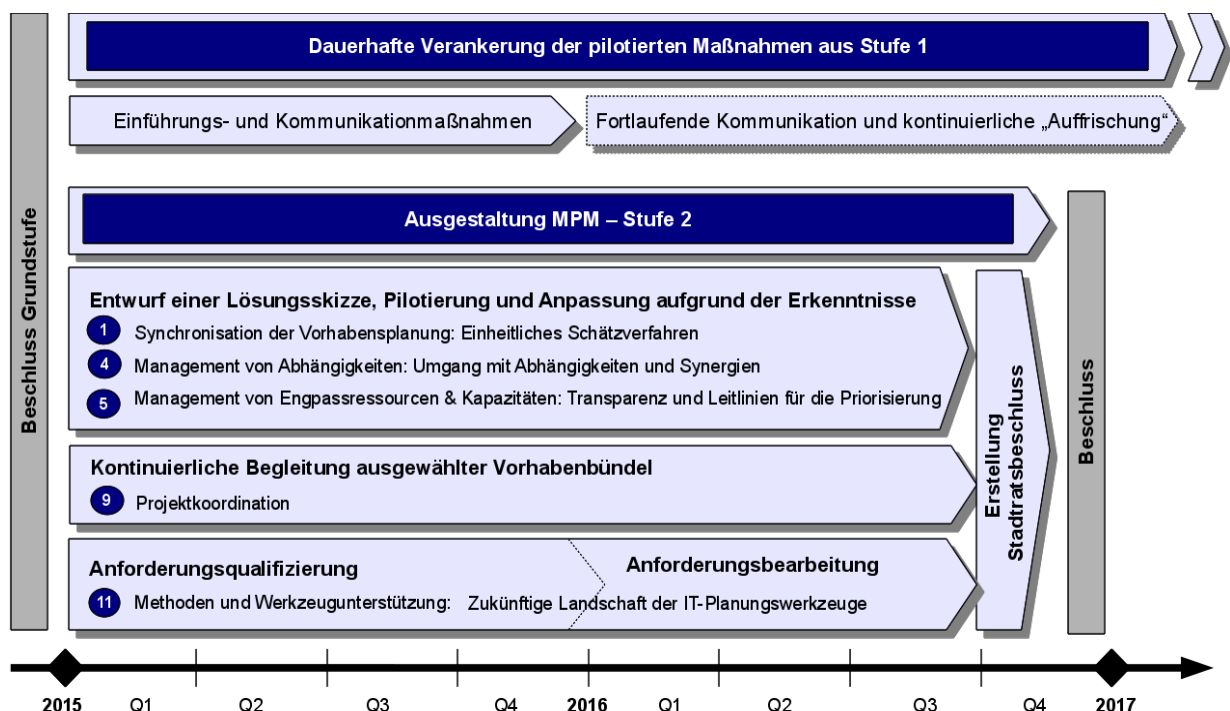 Dauerhafte Verankerung der pilotierten Maßnahmen aus Stufe 1
Einführungs- und Kommunikationmaßnahmen
Fortlaufende Kommunikation und kontinuierliche „Auffrischung“
Beschluss Grundstufe
Ausgestaltung MPM – Stufe 2
Entwurf einer Lösungsskizze, Pilotierung und Anpassung aufgrund der Erkenntnisse
1 Synchronisation der Vorhabensplanung: Einheitliches Schätzverfahren
4 Management von Abhängigkeiten: Umgang mit Abhängigkeiten und Synergien
5 Management von Engpassressourcen & Kapazitäten: Transparenz und Leitlinien für die Priorisierung
Kontinuierliche Begleitung ausgewählter Vorhabenbündel
9 Projektkoordination
Anforderungsqualifizierung
Anforderungsbearbeitung
11 Methoden und Werkzeugunterstützung: Zukünftige Landschaft der IT-Planungswerkzeuge
Erstellung
Stadtratsbeschluss
Beschluss
2015 Q1 Q2 Q3 Q4 2016 Q1 Q2 Q3 Q4 2017